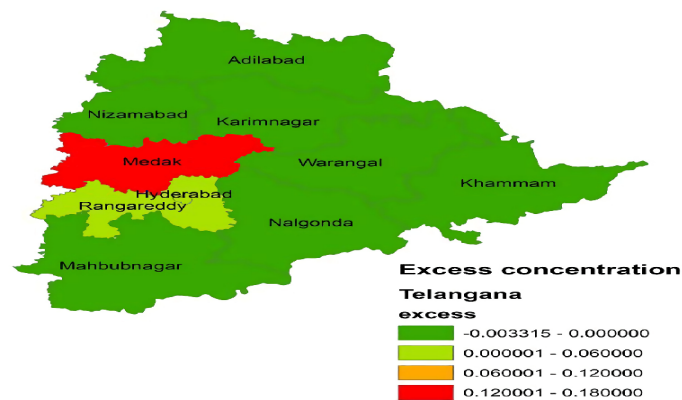 Adilabad
Nizamabad
Karimnagar
Medak
Warangal
Khammam
Hyderabad
Rangareddy
Nalgonda
Mahbubnagar
Excess concentration
Telangana
excess
-0.003315 - 0.000000
0.000001 - 0.060000
0.060001 - 0.120000
0.120001 - 0.180000